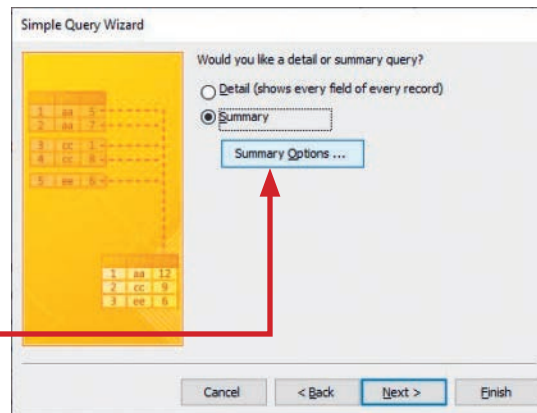 Simple Query Wizard
Would you like a detail or summary query?
Detail (shows every field of every record)
Summary
Summary Options ...
1 aa 5
2 aa 7
3 cc 1
4 cc 8
5 ee 6
1 aa 12
2 cc 9
3 ee 6
Cancel < Back Next > Finish